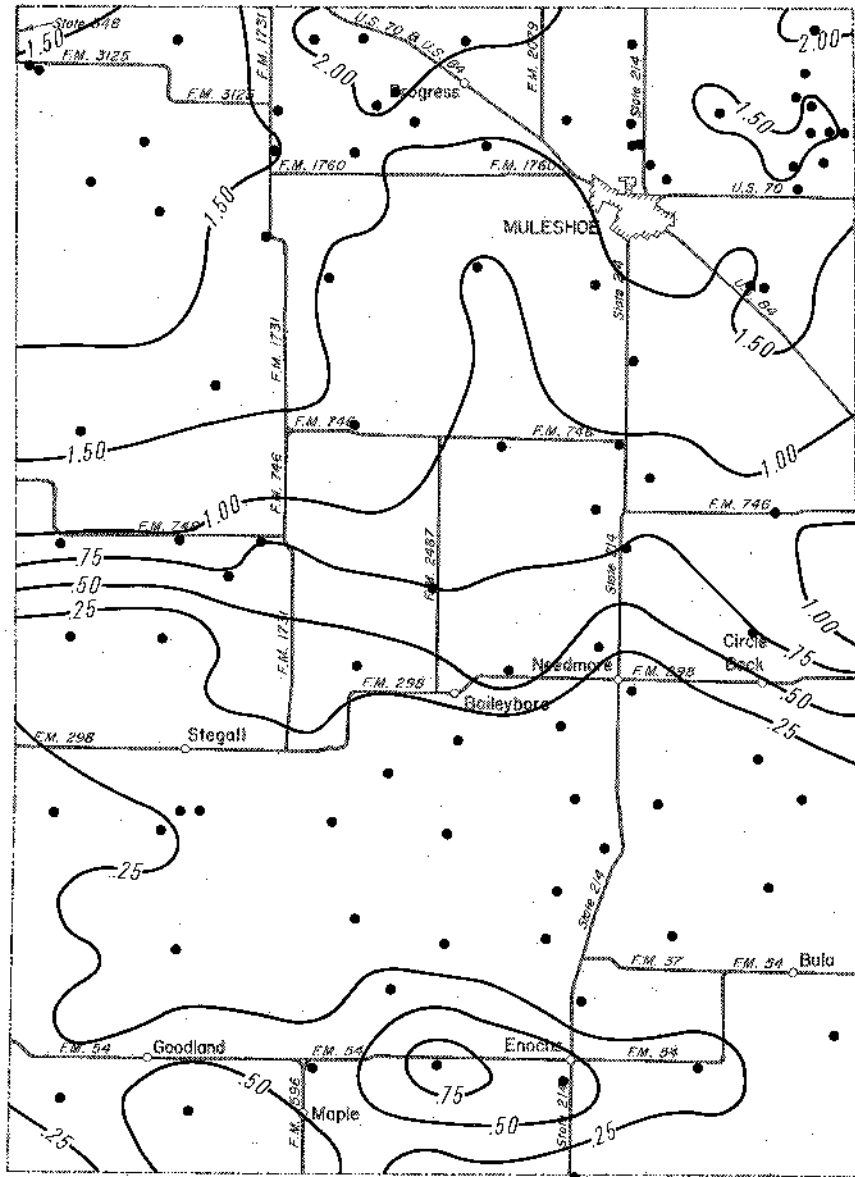 State 548
1.50
F.M. 3125
F.M. 3125
F.M. 1731
2.00
U.S. 70 & U.S. 84
Progress
F.M. 2079
State 214
2.00
1.50
F.M. 1760
F.M. 1760
U.S. 70
MULESHOE
1.50
F.M. 1731
State 214
U.S. 84
1.50
1.50
F.M. 746
F.M. 746
1.00
F.M. 746
1.00
F.M. 746
F.M. 746
.75
.50
.25
F.M. 1731
F.M. 2487
State 214
1.00
Circle
Back
.75
Needmore
F.M. 298
F.M. 298
.50
Baileyboro
.25
F.M. 298
Stegall
.25
State 214
F.M. 37
F.M. 54
Bula
F.M. 54
Goodland
F.M. 54
Enochs
F.M. 54
.50
.75
F.M. 1596
Maple
.50
State 214
.25
.25